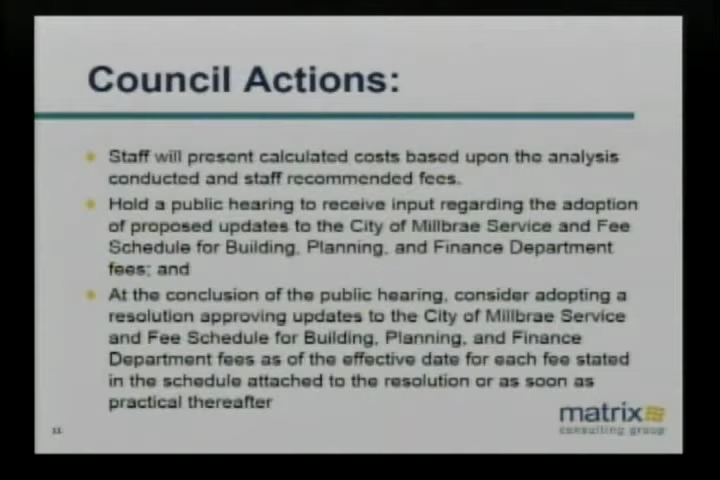 Council Actions:
Staff will present calculated costs based upon the analysis
conducted and staff recommended fees.
Hold a public hearing to receive input regarding the adoption
of proposed updates to the City of Millbrae Service and Fee
Schedule for Building, Planning, and Finance Department
fees; and
At the conclusion of the public hearing, consider adopting a
resolution approving updates to the City of Millbrae Service
and Fee Schedule for Building, Planning, and Finance
Department fees as of the effective date for each fee stated
in the schedule attached to the resolution or as soon as
practical thereafter
matrix
consulting group